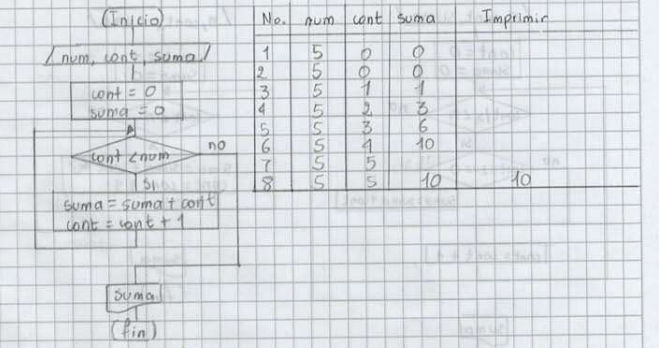 (Inicio)
/num, cont, suma/
cont = 0
suma = 0
cont < num
no
si
suma = suma + cont
cont = cont + 1
suma
(fin)
No. num cont suma Imprimir
1 5 0 0
2 5 0 0
3 5 1 1
4 5 2 3
5 5 3 6
6 5 4 10
7 5 5
8 5 5 10 10